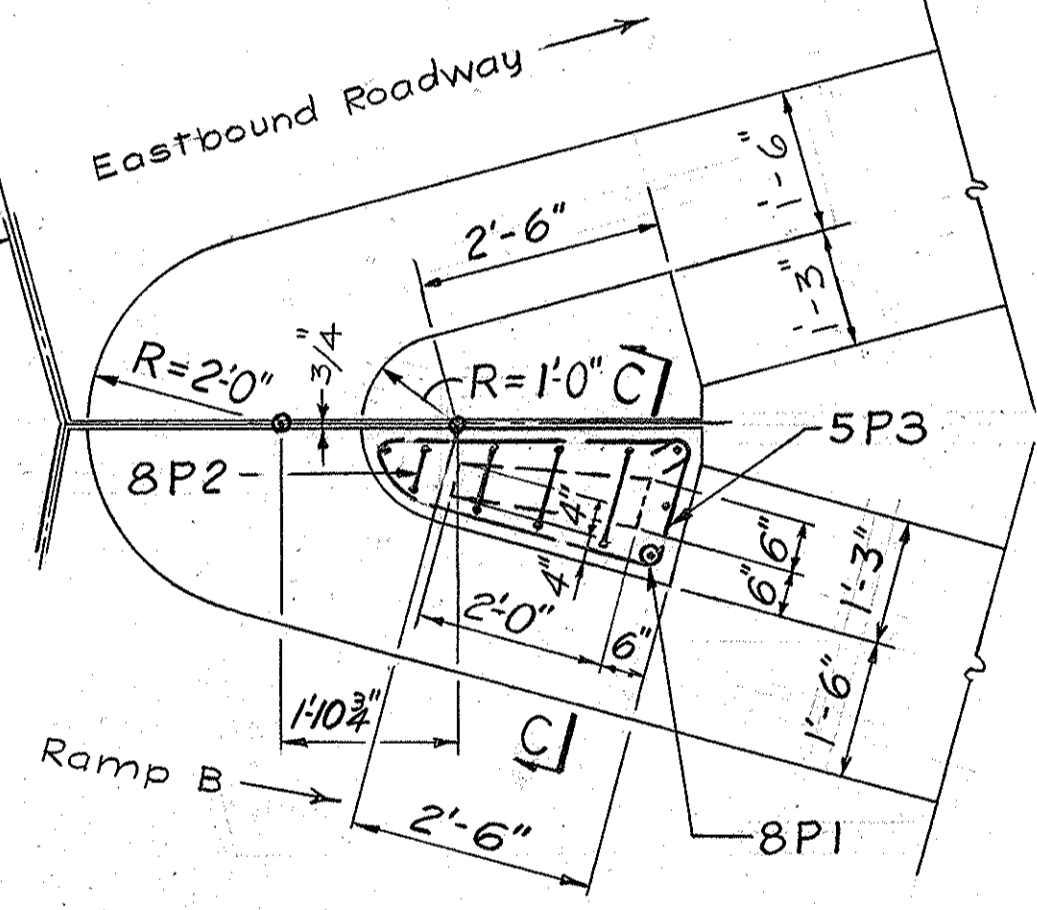 Eastbound Roadway
1'-6"
2'-6"
1'-3"
3/4"
R=2'-0"
R=1'-0"
C
5P3
8P2
4"
4"
6"
6"
1'-3"
2'-0"
6"
1'-6"
1'-10 3/4"
C
Ramp B
2'-6"
8P1